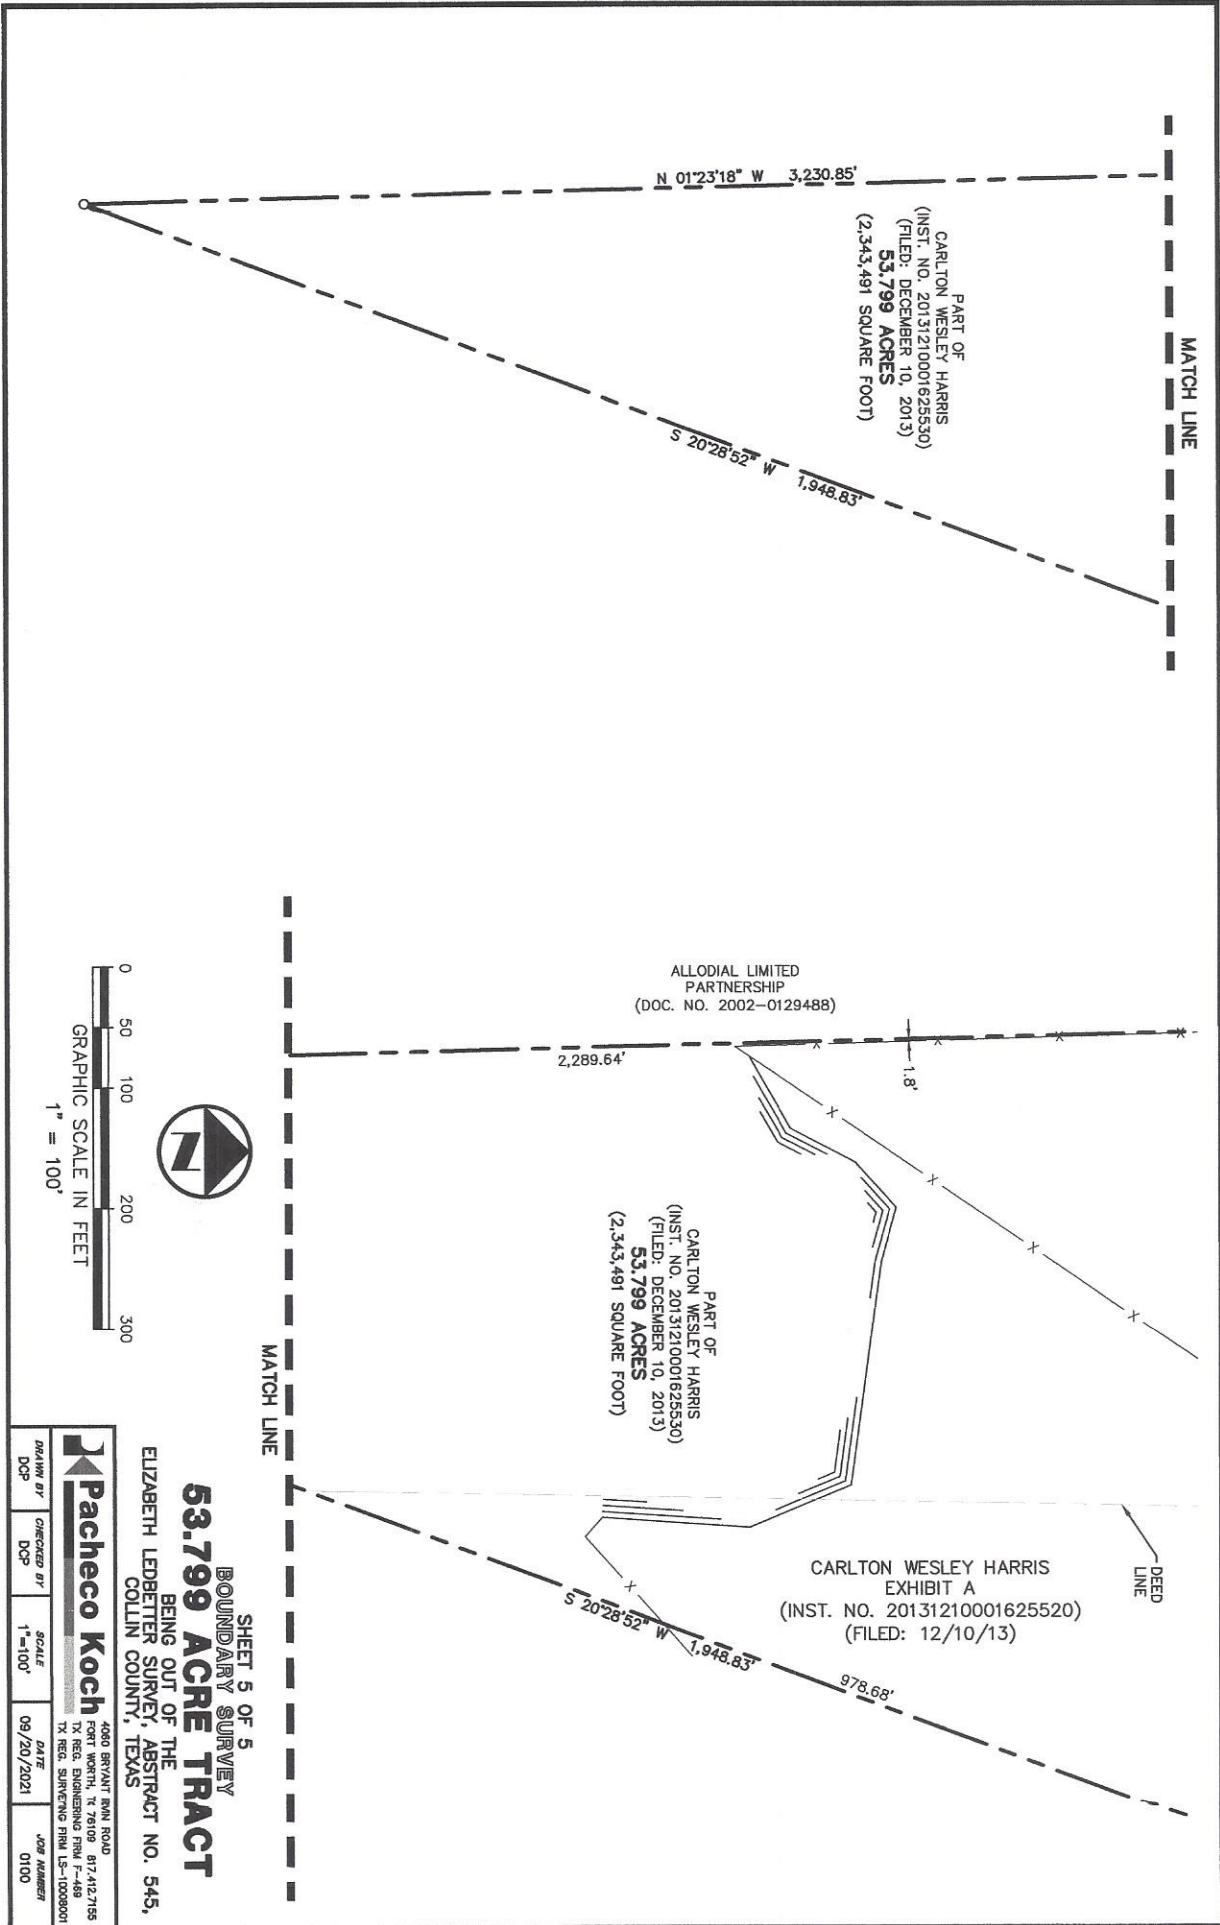 MATCH LINE
N 01°23'18" W 3,230.85'
PART OF
CARLTON WESLEY HARRIS
(INST. NO. 20131210001625530)
(FILED: DECEMBER 10, 2013)
53.799 ACRES
(2,343,491 SQUARE FOOT)
S 20°28'52" W 1,948.83'
ALLODIAL LIMITED
PARTNERSHIP
(DOC. NO. 2002-0129488)
1.8'
2,289.64'
X
X
X
X
X
X
X
X
X
PART OF
CARLTON WESLEY HARRIS
(INST. NO. 20131210001625530)
(FILED: DECEMBER 10, 2013)
53.799 ACRES
(2,343,491 SQUARE FOOT)
DEED
LINE
CARLTON WESLEY HARRIS
EXHIBIT A
(INST. NO. 20131210001625520)
(FILED: 12/10/13)
S 20°28'52" W 1,948.83'
978.68'
MATCH LINE
N
0 50 100 200 300
GRAPHIC SCALE IN FEET
1" = 100'
SHEET 5 OF 5
BOUNDARY SURVEY
53.799 ACRE TRACT
BEING OUT OF THE
ELIZABETH LEDBETTER SURVEY, ABSTRACT NO. 545,
COLLIN COUNTY, TEXAS
Pacheco Koch
4060 BRYANT IRVIN ROAD
FORT WORTH, TX 76109 817.412.7155
TX REG. ENGINEERING FIRM F-469
TX REG. SURVEYING FIRM LS-10008001
DRAWN BY CHECKED BY SCALE DATE JOB NUMBER
DCP DCP 1"=100' 09/20/2021 0100